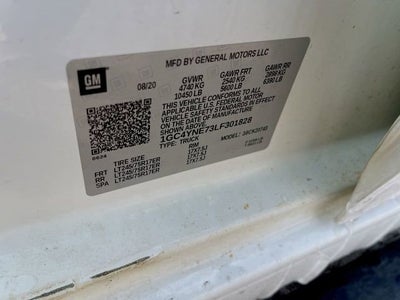 GM
MFD BY GENERAL MOTORS LLC
08/20 GVWR GAWR FRT GAWR RR
4740 KG 2540 KG 2898 KG
10450 LB 5600 LB 6390 LB
THIS VEHICLE CONFORMS TO ALL
APPLICABLE U.S. FEDERAL MOTOR
VEHICLE SAFETY STANDARDS IN EFFECT ON
THE DATE OF MANUFACTURE
1GC4YNE73LF301828
TYPE: TRUCK MODEL:
TIRE SIZE RIM
FRT LT245/75R17ER 17X7.5J
RR LT245/75R17ER 17X7.5J
SPA LT245/75R17ER 17X7.5J